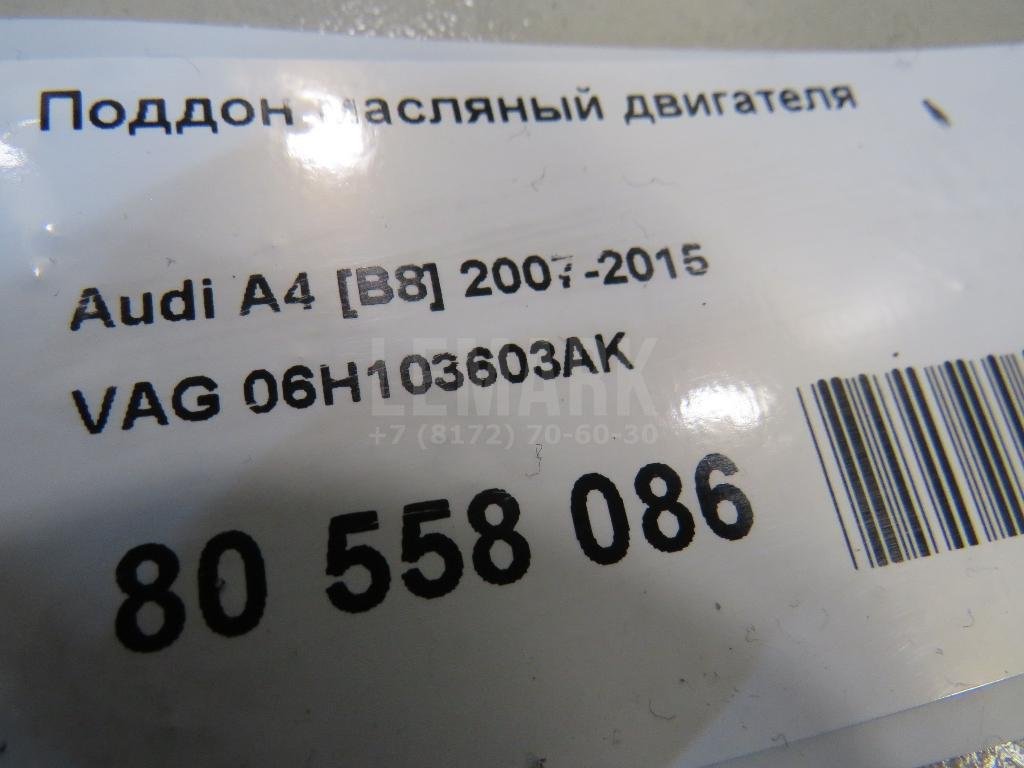 Поддон масляный двигателя
Audi A4 [B8] 2007-2015
VAG 06H103603AK
LEMARK
+7 (8172) 70-60-30
80 558 086